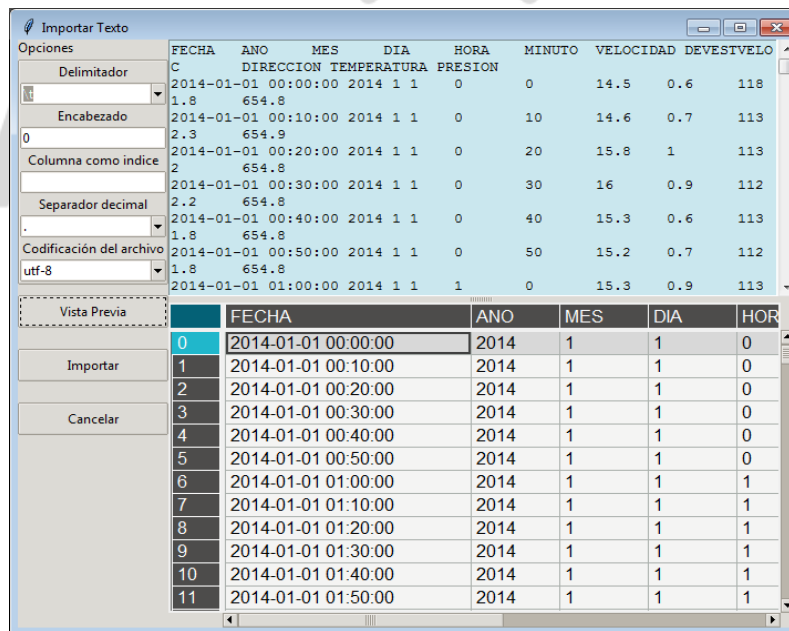 Importar Texto
Opciones
Delimitador
\t
Encabezado
0
Columna como indice
Separador decimal
.
Codificación del archivo
utf-8
Vista Previa
Importar
Cancelar
FECHA ANO MES DIA HORA MINUTO VELOCIDAD DEVESTVELO
C DIRECCION TEMPERATURA PRESION
2014-01-01 00:00:00 2014 1 1 0 0 14.5 0.6 118
1.8 654.8
2014-01-01 00:10:00 2014 1 1 0 10 14.6 0.7 113
2.3 654.9
2014-01-01 00:20:00 2014 1 1 0 20 15.8 1 113
2 654.8
2014-01-01 00:30:00 2014 1 1 0 30 16 0.9 112
2.2 654.8
2014-01-01 00:40:00 2014 1 1 0 40 15.3 0.6 113
1.8 654.8
2014-01-01 00:50:00 2014 1 1 0 50 15.2 0.7 112
1.8 654.8
2014-01-01 01:00:00 2014 1 1 1 0 15.3 0.9 113
FECHA ANO MES DIA HOR
0 2014-01-01 00:00:00 2014 1 1 0
1 2014-01-01 00:10:00 2014 1 1 0
2 2014-01-01 00:20:00 2014 1 1 0
3 2014-01-01 00:30:00 2014 1 1 0
4 2014-01-01 00:40:00 2014 1 1 0
5 2014-01-01 00:50:00 2014 1 1 0
6 2014-01-01 01:00:00 2014 1 1 1
7 2014-01-01 01:10:00 2014 1 1 1
8 2014-01-01 01:20:00 2014 1 1 1
9 2014-01-01 01:30:00 2014 1 1 1
10 2014-01-01 01:40:00 2014 1 1 1
11 2014-01-01 01:50:00 2014 1 1 1